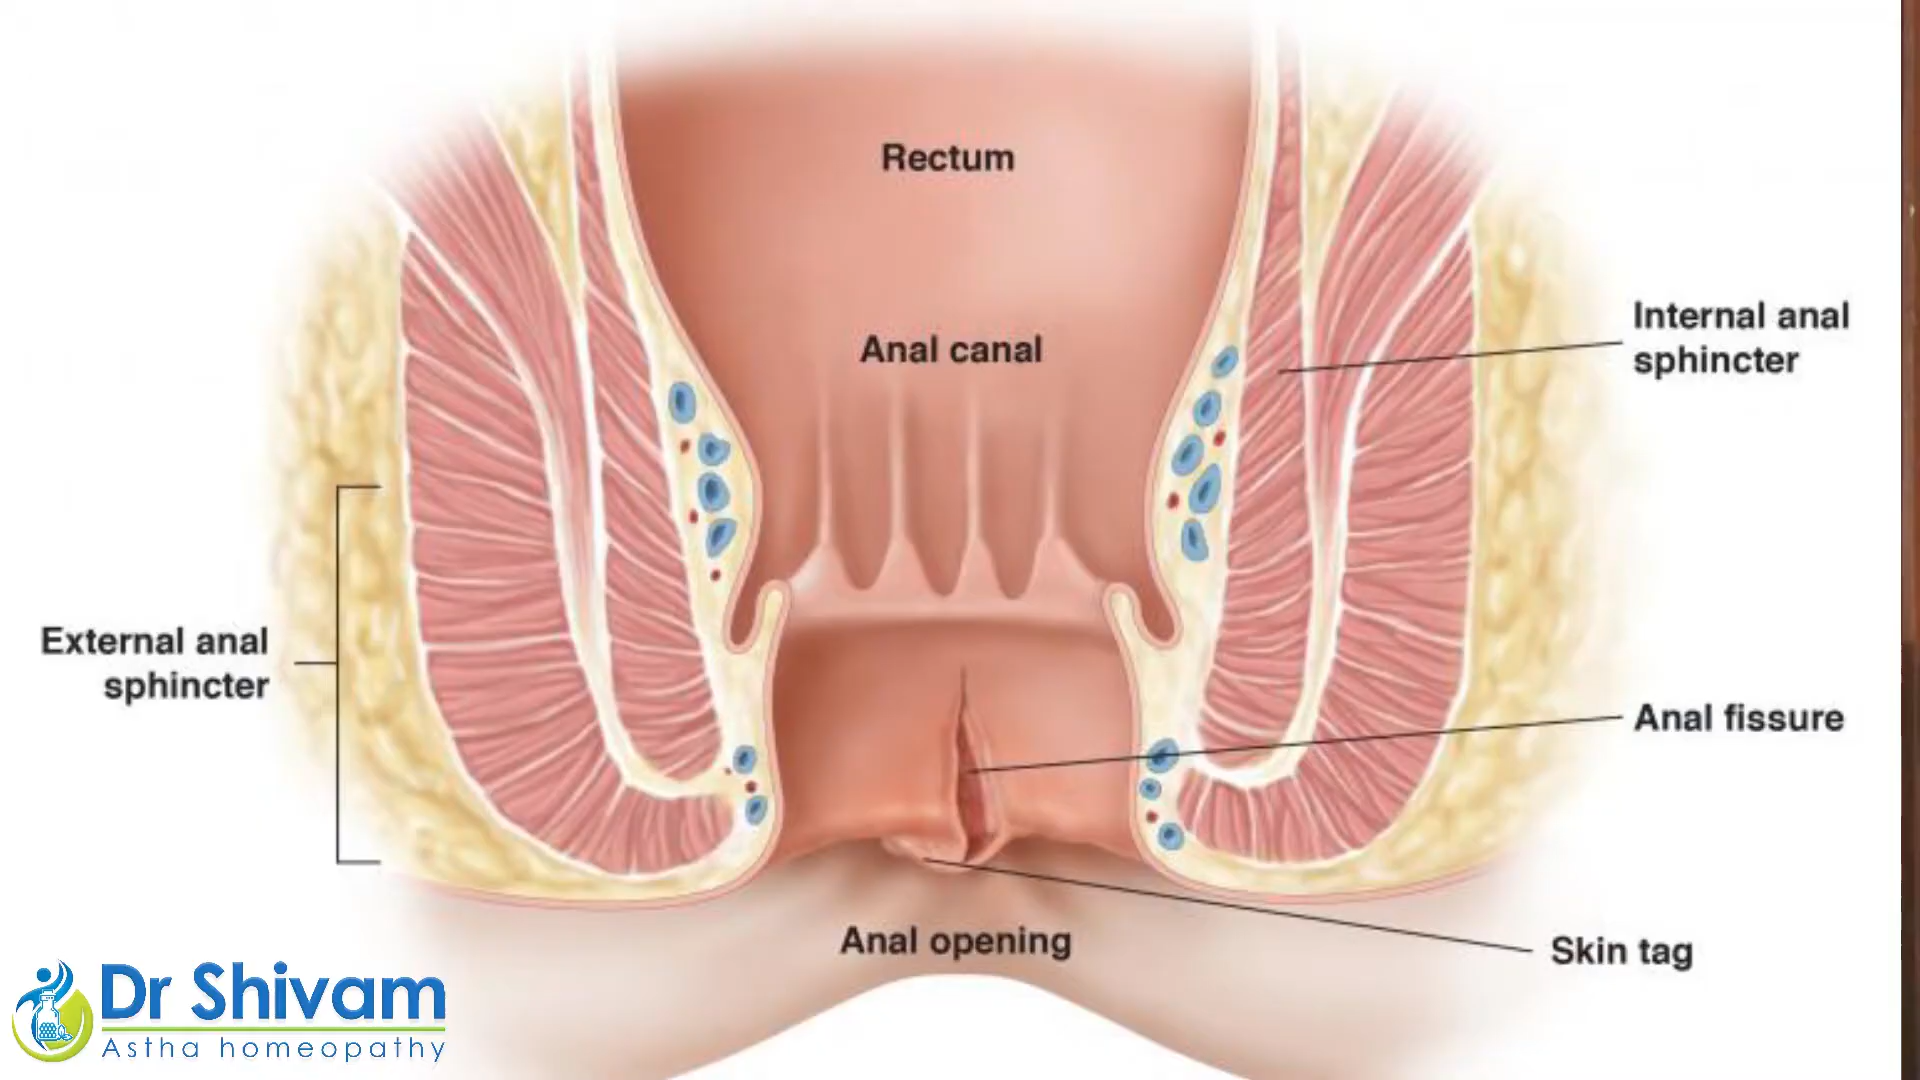 Rectum
Internal anal
sphincter
Anal canal
External anal
sphincter
Anal fissure
Anal opening
Skin tag
Dr Shivam
Astha homeopathy